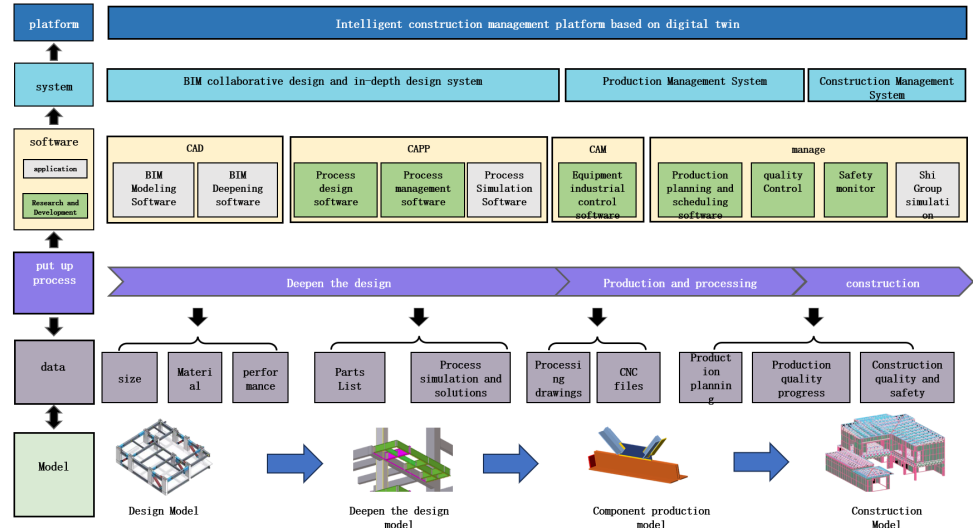 platform
Intelligent construction management platform based on digital twin
system
BIM collaborative design and in-depth design system
Production Management System
Construction Management
System
software
application
Research and
Development
CAD
BIM
Modeling
Software
BIM
Deepening
software
CAPP
Process
design
software
Process
management
software
Process
Simulation
Software
CAM
Equipment
industrial
control
software
manage
Production
planning and
scheduling
software
quality
Control
Safety
monitor
Shi
Group
simulati
on
put up
process
Deepen the design
Production and processing
construction
data
size
Materi
al
perfor
mance
Parts
List
Process
simulation and
solutions
Processi
ng
drawings
CNC
files
Product
ion
plannin
g
Production
quality
progress
Construction
quality and
safety
Model
Design Model
Deepen the design
model
Component production
model
Construction
Model